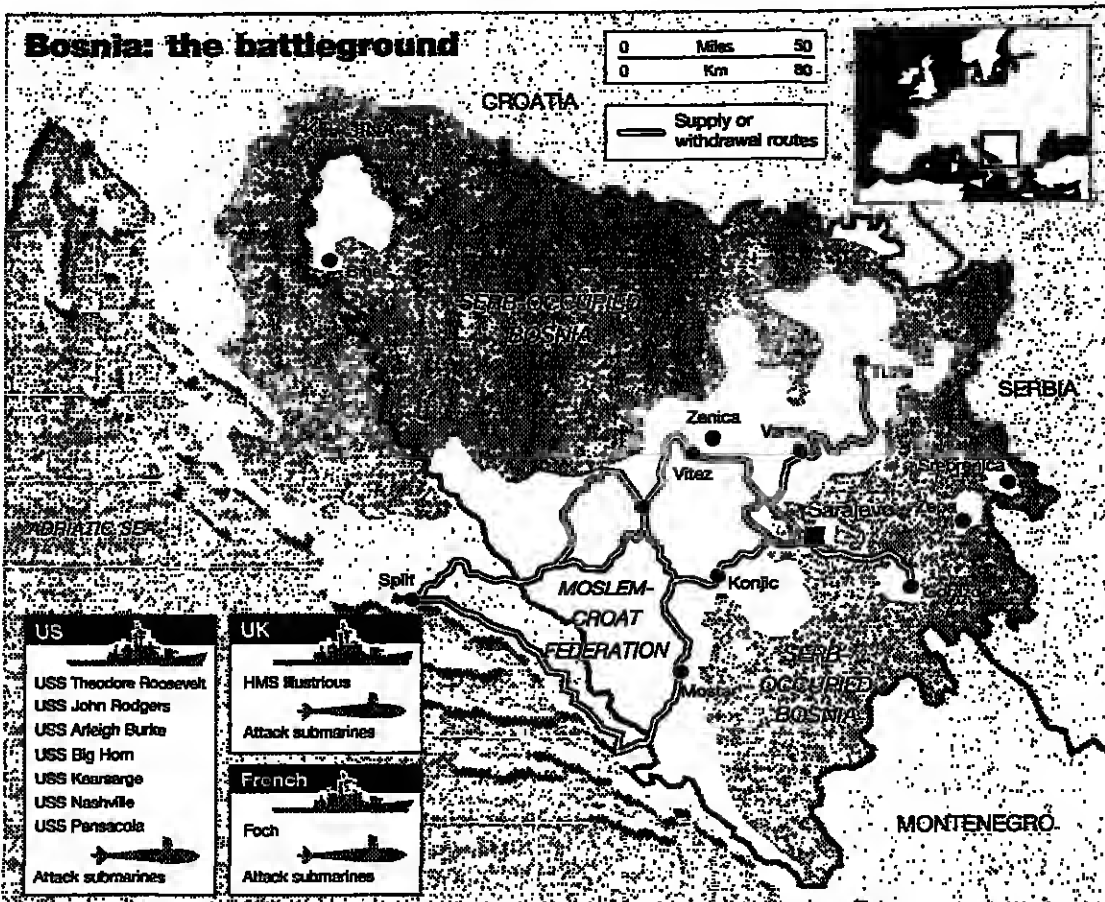 Bosnia: the battleground
0 Miles 50
0 Km 80
Supply or
withdrawal routes
CROATIA
SERB-OCCUPIED
BOSNIA
Tuzla
SERBIA
Zenica
Vares
Vitez
Srebrenica
Zepa
Sarajevo
ADRIATIC SEA
Split
Konjic
MOSLEM-
CROAT
FEDERATION
Mostar
SERB-
OCCUPIED
BOSNIA
MONTENEGRO
US
USS Theodore Roosevelt
USS John Rodgers
USS Arleigh Burke
USS Big Horn
USS Kearsarge
USS Nashville
USS Pensacola
Attack submarines
UK
HMS Illustrious
Attack submarines
French
Foch
Attack submarines